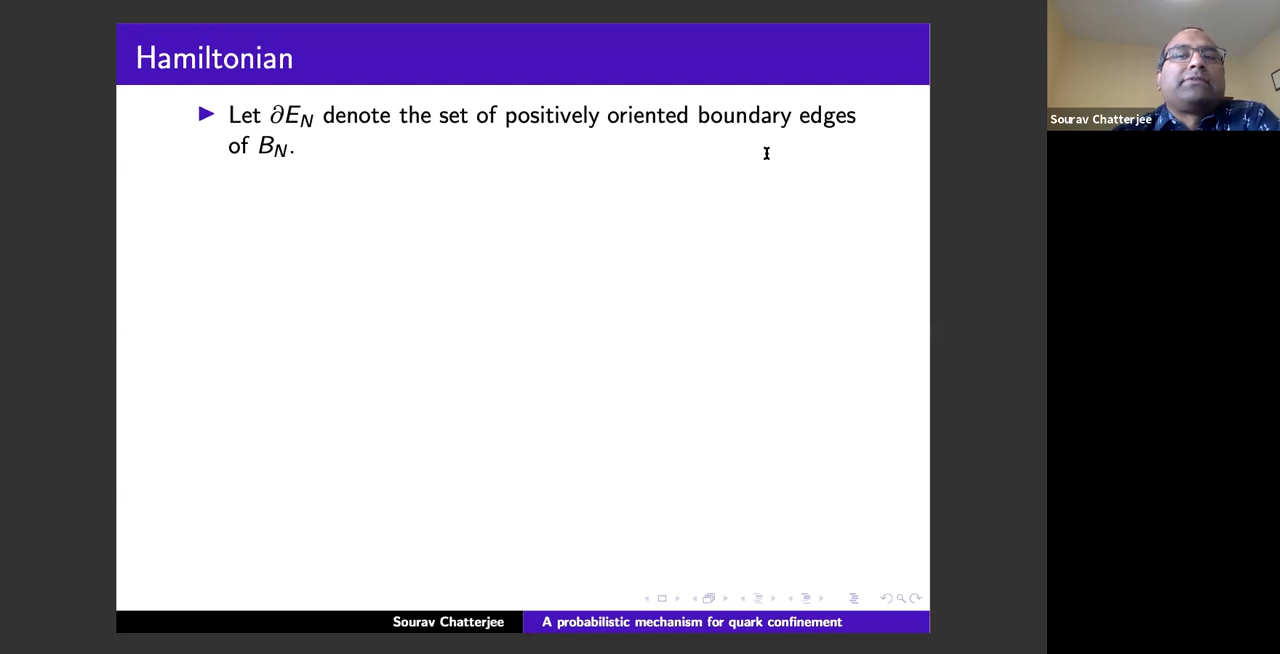 Hamiltonian
Let ∂E_N denote the set of positively oriented boundary edges
of B_N.
Sourav Chatterjee
Sourav Chatterjee
A probabilistic mechanism for quark confinement